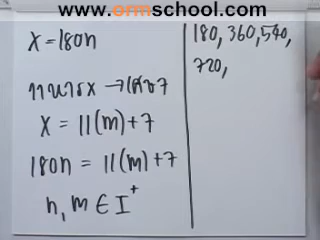 www.ormschool.com
x = 180n
x = 11(m)+7
180n = 11(m)+7
n, m ∈ I⁺
180, 360, 540,
720,